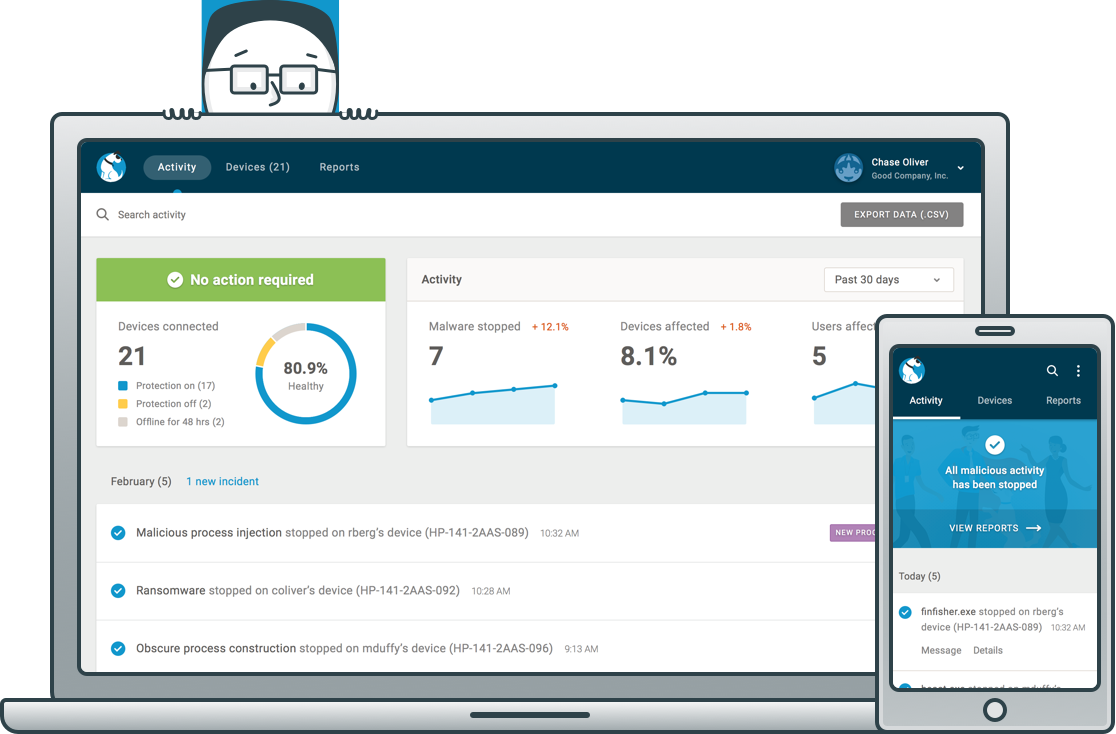 Activity
Devices (21)
Reports
Chase Oliver
Good Company, Inc.
Search activity
EXPORT DATA (.CSV)
No action required
Devices connected
21
Protection on (17)
Protection off (2)
Offline for 48 hrs (2)
80.9%
Healthy
Activity
Past 30 days
Malware stopped + 12.1%
7
Devices affected + 1.8%
8.1%
Users affect
5
February (5) 1 new incident
Malicious process injection stopped on rberg's device (HP-141-2AAS-089) 10:32 AM
NEW PROC
Ransomware stopped on coliver's device (HP-141-2AAS-092) 10:28 AM
Obscure process construction stopped on mduffy's device (HP-141-2AAS-096) 9:13 AM
Activity
Devices
Reports
All malicious activity
has been stopped
VIEW REPORTS
Today (5)
finfisher.exe stopped on rberg's
device (HP-141-2AAS-089) 10:32 AM
Message Details
stopped on mduffy's